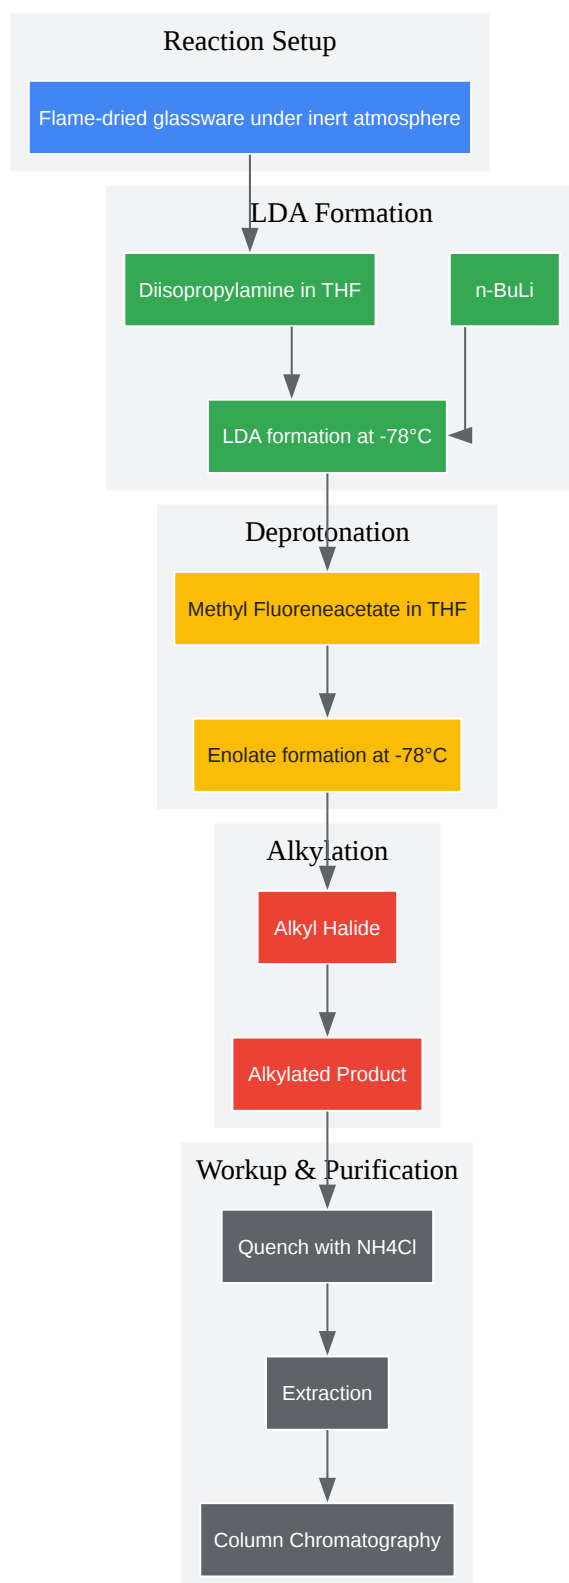 Reaction Setup
Flame-dried glassware under inert atmosphere
LDA Formation
Diisopropylamine in THF
n-BuLi
LDA formation at -78°C
Deprotonation
Methyl Fluoreneacetate in THF
Enolate formation at -78°C
Alkylation
Alkyl Halide
Alkylated Product
Workup & Purification
Quench with NH4Cl
Extraction
Column Chromatography